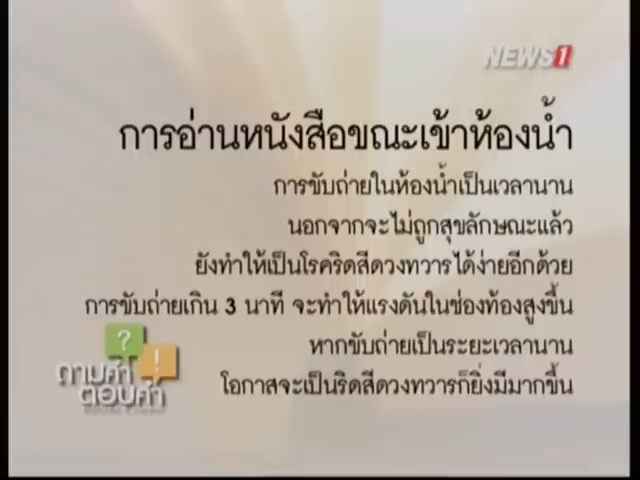 NEWS1
การอ่านหนังสือขณะเข้าห้องน้ำ
การขับถ่ายในห้องน้ำเป็นเวลานาน
นอกจากจะไม่ถูกสุขลักษณะแล้ว
ยังทำให้เป็นโรคริดสีดวงทวารได้ง่ายอีกด้วย
การขับถ่ายเกิน 3 นาที จะทำให้แรงดันในช่องท้องสูงขึ้น
หากขับถ่ายเป็นระยะเวลานาน
โอกาสจะเป็นริดสีดวงทวารก็ยิ่งมีมากขึ้น
? !
ถามคำ
ตอบคำ